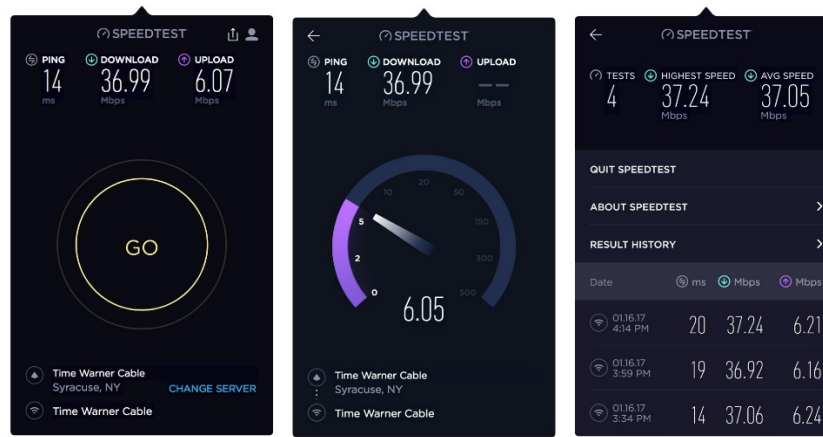 SPEEDTEST
PING DOWNLOAD UPLOAD
14 36.99 6.07
ms Mbps Mbps
GO
Time Warner Cable
Syracuse, NY CHANGE SERVER
Time Warner Cable
SPEEDTEST
PING DOWNLOAD UPLOAD
14 36.99 — —
ms Mbps Mbps
20
10 50
5 150
2 300
0 500
6.05
Time Warner Cable
Syracuse, NY
Time Warner Cable
SPEEDTEST
TESTS HIGHEST SPEED AVG SPEED
4 37.24 37.05
Mbps Mbps
QUIT SPEEDTEST
ABOUT SPEEDTEST
RESULT HISTORY
Date ms Mbps Mbps
01.16.17
4:14 PM 20 37.24 6.21
01.16.17
3:59 PM 19 36.92 6.16
01.16.17
3:34 PM 14 37.06 6.24